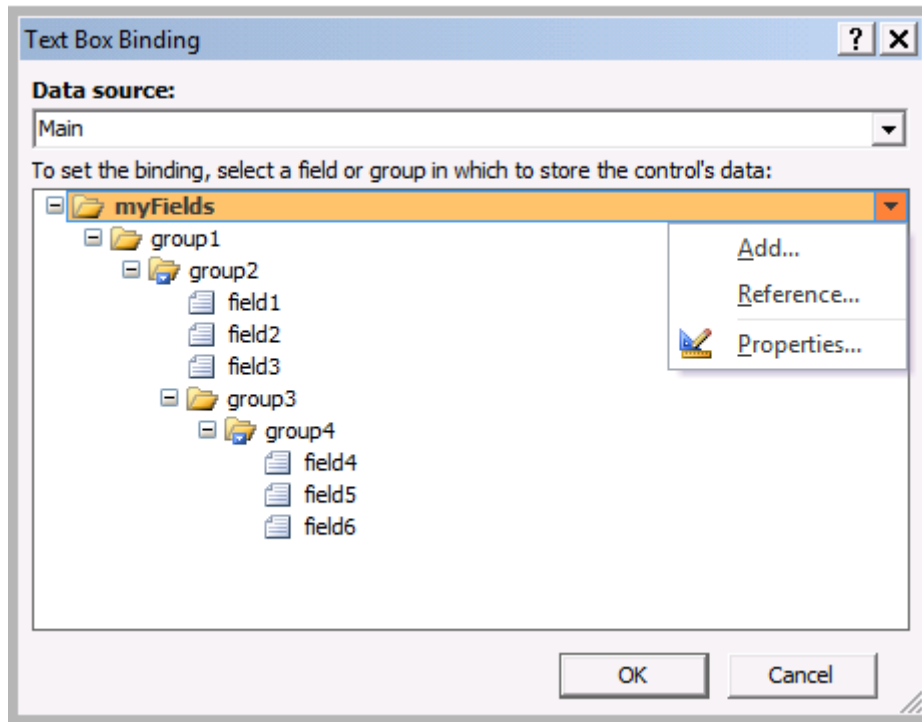 Text Box Binding
Data source:
Main
To set the binding, select a field or group in which to store the control's data:
myFields
group1
group2
field1
field2
field3
group3
group4
field4
field5
field6
Add...
Reference...
Properties...
OK Cancel